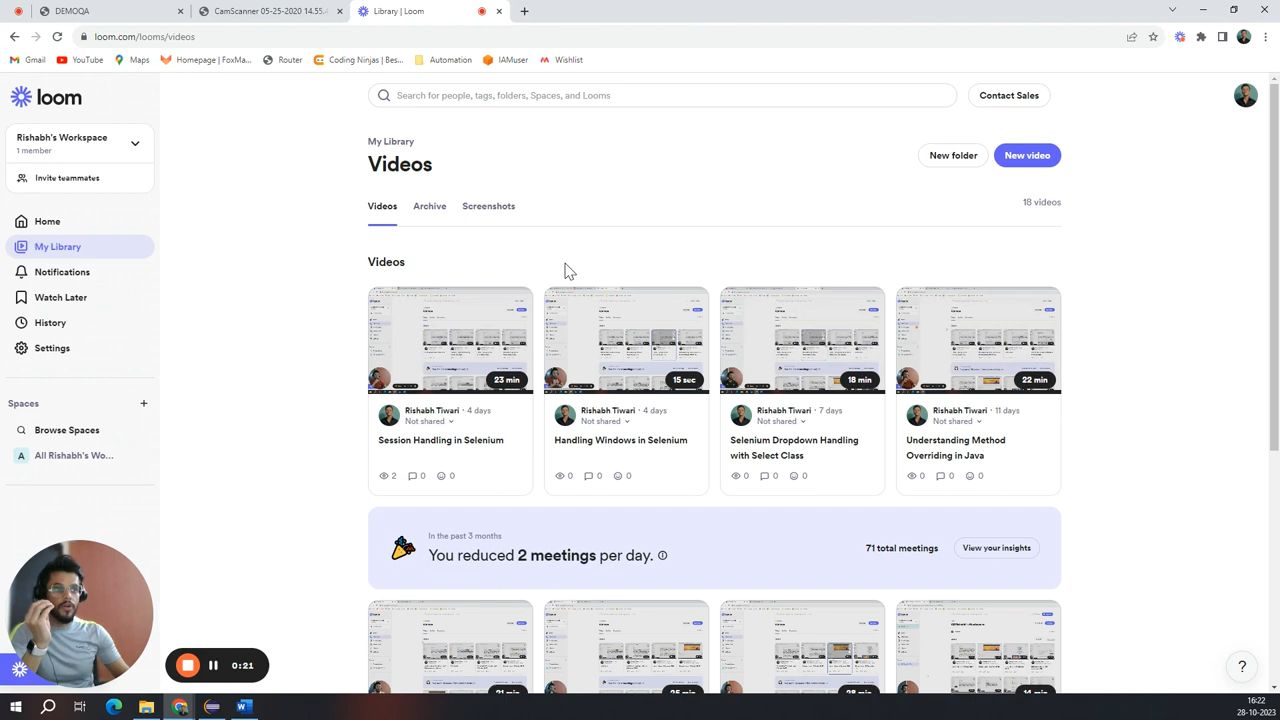 DEMOQA
CamScanner 05-25-2020 14.55.
Library | Loom
loom.com/looms/videos
Gmail
YouTube
Maps
Homepage | FoxMa...
Router
Coding Ninjas | Bes...
Automation
IAMuser
Wishlist
loom
Search for people, tags, folders, Spaces, and Looms
Contact Sales
Rishabh's Workspace
1 member
Invite teammates
My Library
Videos
New folder
New video
Videos
Archive
Screenshots
18 videos
Home
My Library
Notifications
Watch Later
History
Settings
Spaces
Browse Spaces
A All Rishabh's Wo...
Videos
23 min
15 sec
18 min
22 min
Rishabh Tiwari · 4 days
Not shared
Session Handling in Selenium
2 0 0
Rishabh Tiwari · 4 days
Not shared
Handling Windows in Selenium
0 0 0
Rishabh Tiwari · 7 days
Not shared
Selenium Dropdown Handling
with Select Class
0 0 0
Rishabh Tiwari · 11 days
Not shared
Understanding Method
Overriding in Java
0 0 0
In the past 3 months
You reduced 2 meetings per day.
71 total meetings
View your insights
0:21
?
16:22
28-10-2023